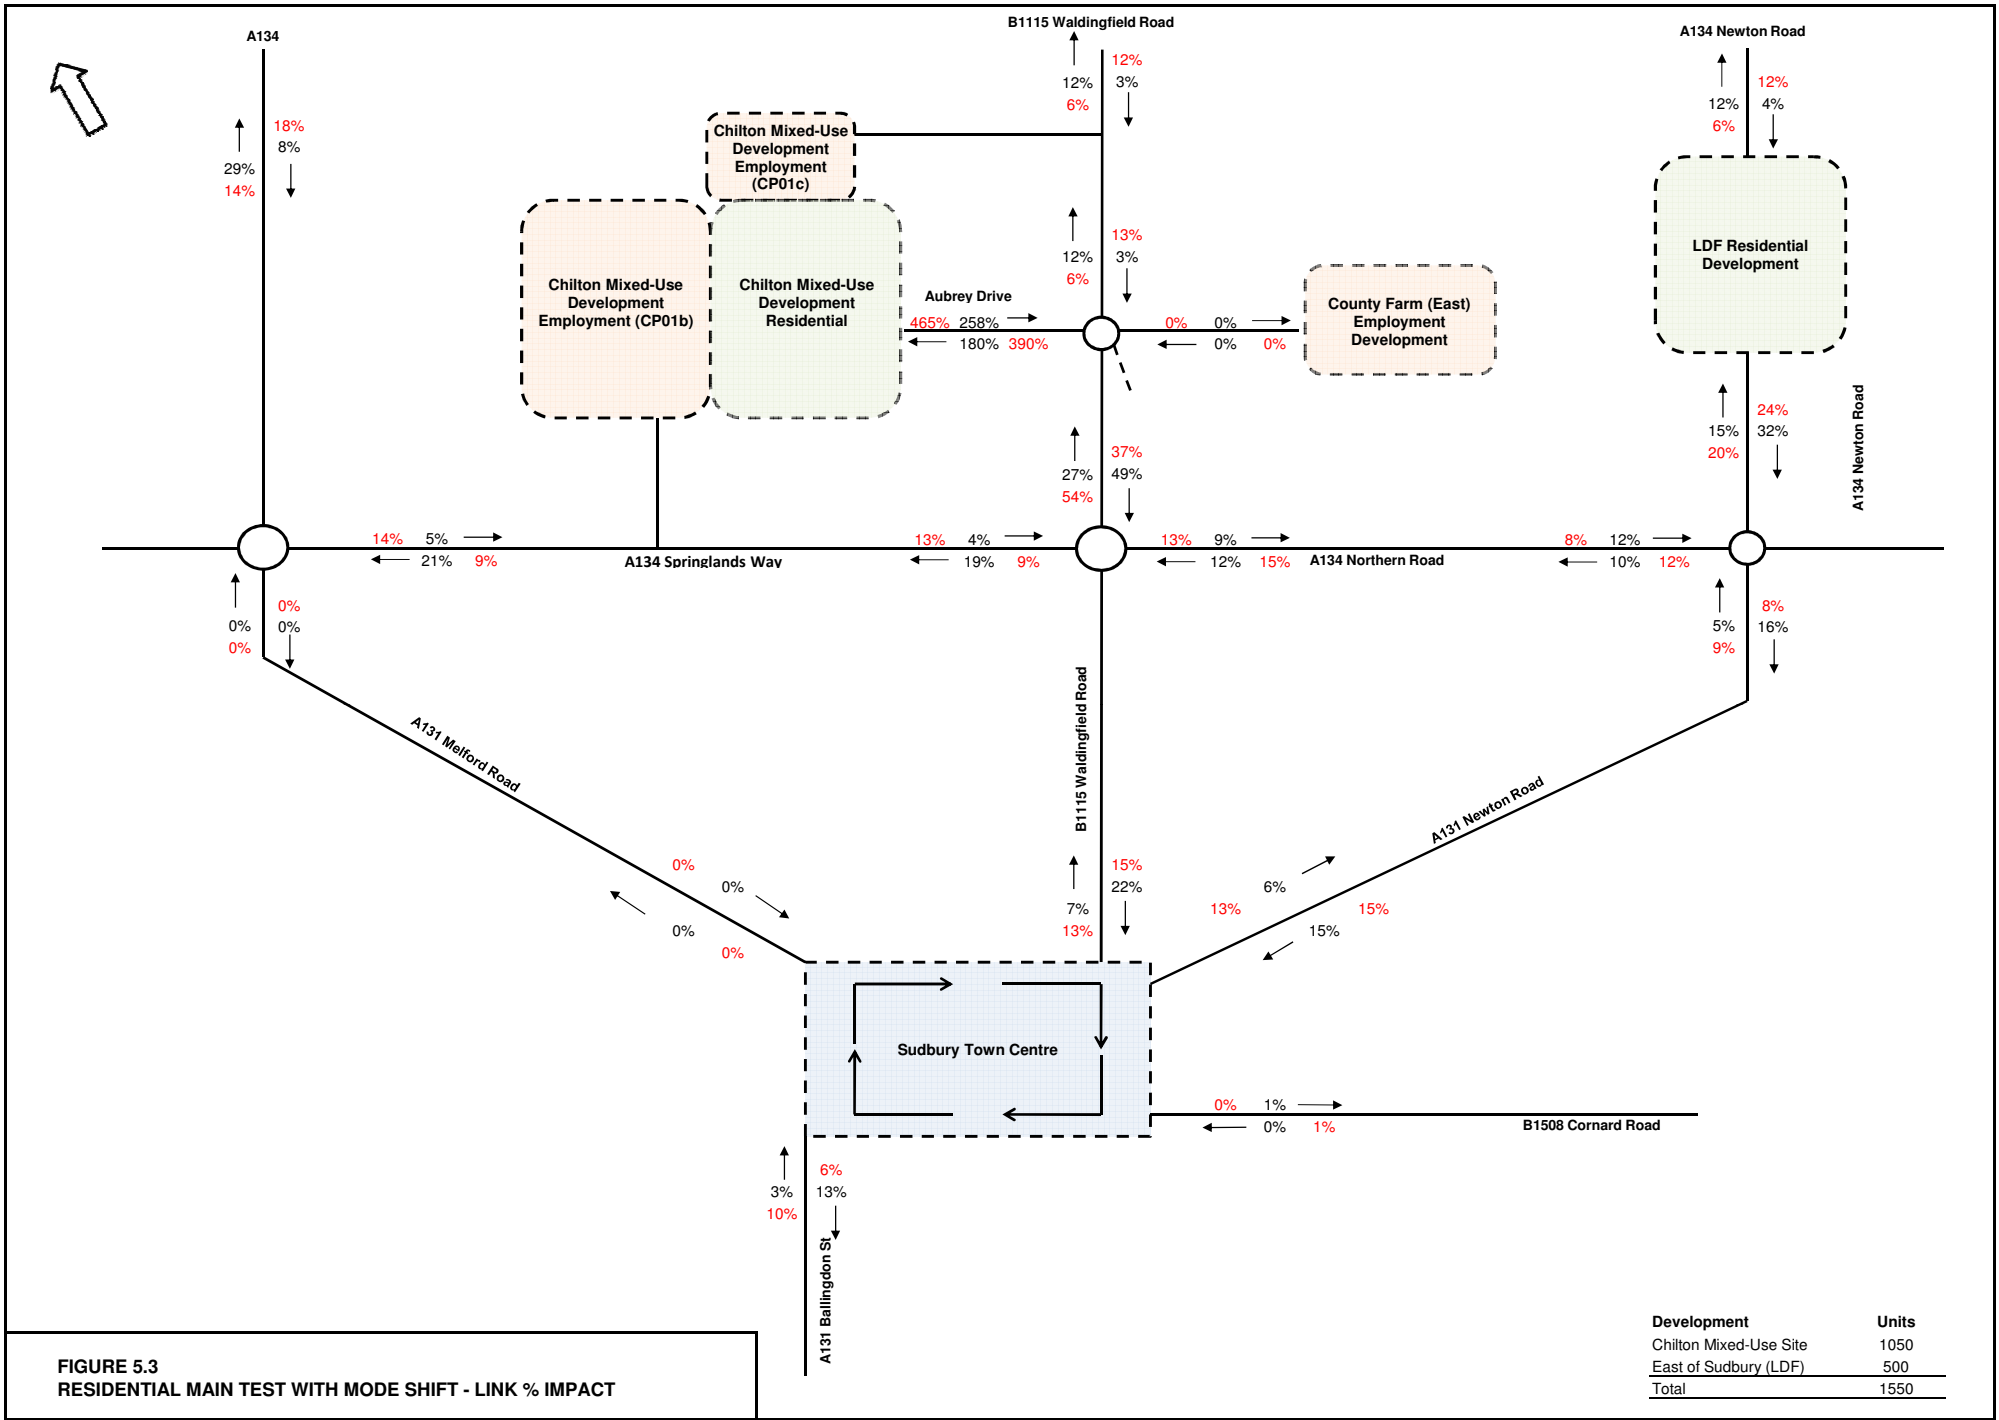 B1115 Waldingfield Road
A134
A134 Newton Road
12%
12% 3%
6%
12%
12% 4%
6%
18%
8%
29%
14%
Chilton Mixed-Use
Development
Employment
(CP01c)
13%
12% 3%
6%
LDF Residential
Development
Chilton Mixed-Use
Development
Employment (CP01b)
Chilton Mixed-Use
Development
Residential
Aubrey Drive
465% 258%
180% 390%
0% 0%
0% 0%
County Farm (East)
Employment
Development
24%
15% 32%
20%
A134 Newton Road
37%
27% 49%
54%
14% 5%
21% 9%
A134 Springlands Way
13% 4%
19% 9%
13% 9%
12% 15%
A134 Northern Road
8% 12%
10% 12%
0%
0% 0%
0%
8%
5% 16%
9%
A131 Melford Road
B1115 Waldingfield Road
A131 Newton Road
0%
0%
0%
0%
15%
22%
7%
13%
6%
13% 15%
15%
Sudbury Town Centre
0% 1%
0% 1%
B1508 Cornard Road
6%
3% 13%
10%
A131 Ballingdon St
Development Units
Chilton Mixed-Use Site 1050
East of Sudbury (LDF) 500
Total 1550
FIGURE 5.3
RESIDENTIAL MAIN TEST WITH MODE SHIFT - LINK % IMPACT